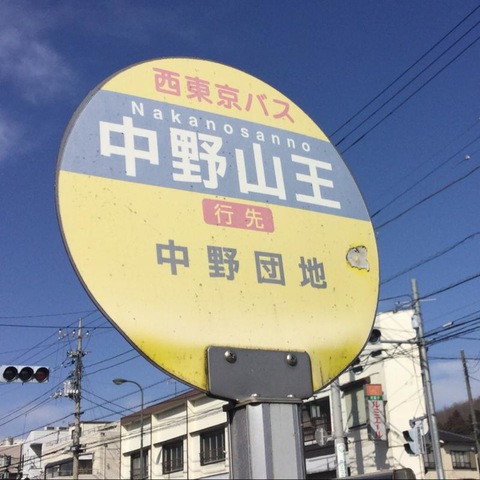 西東京バス
Nakanosanno
中野山王
行先
中野団地